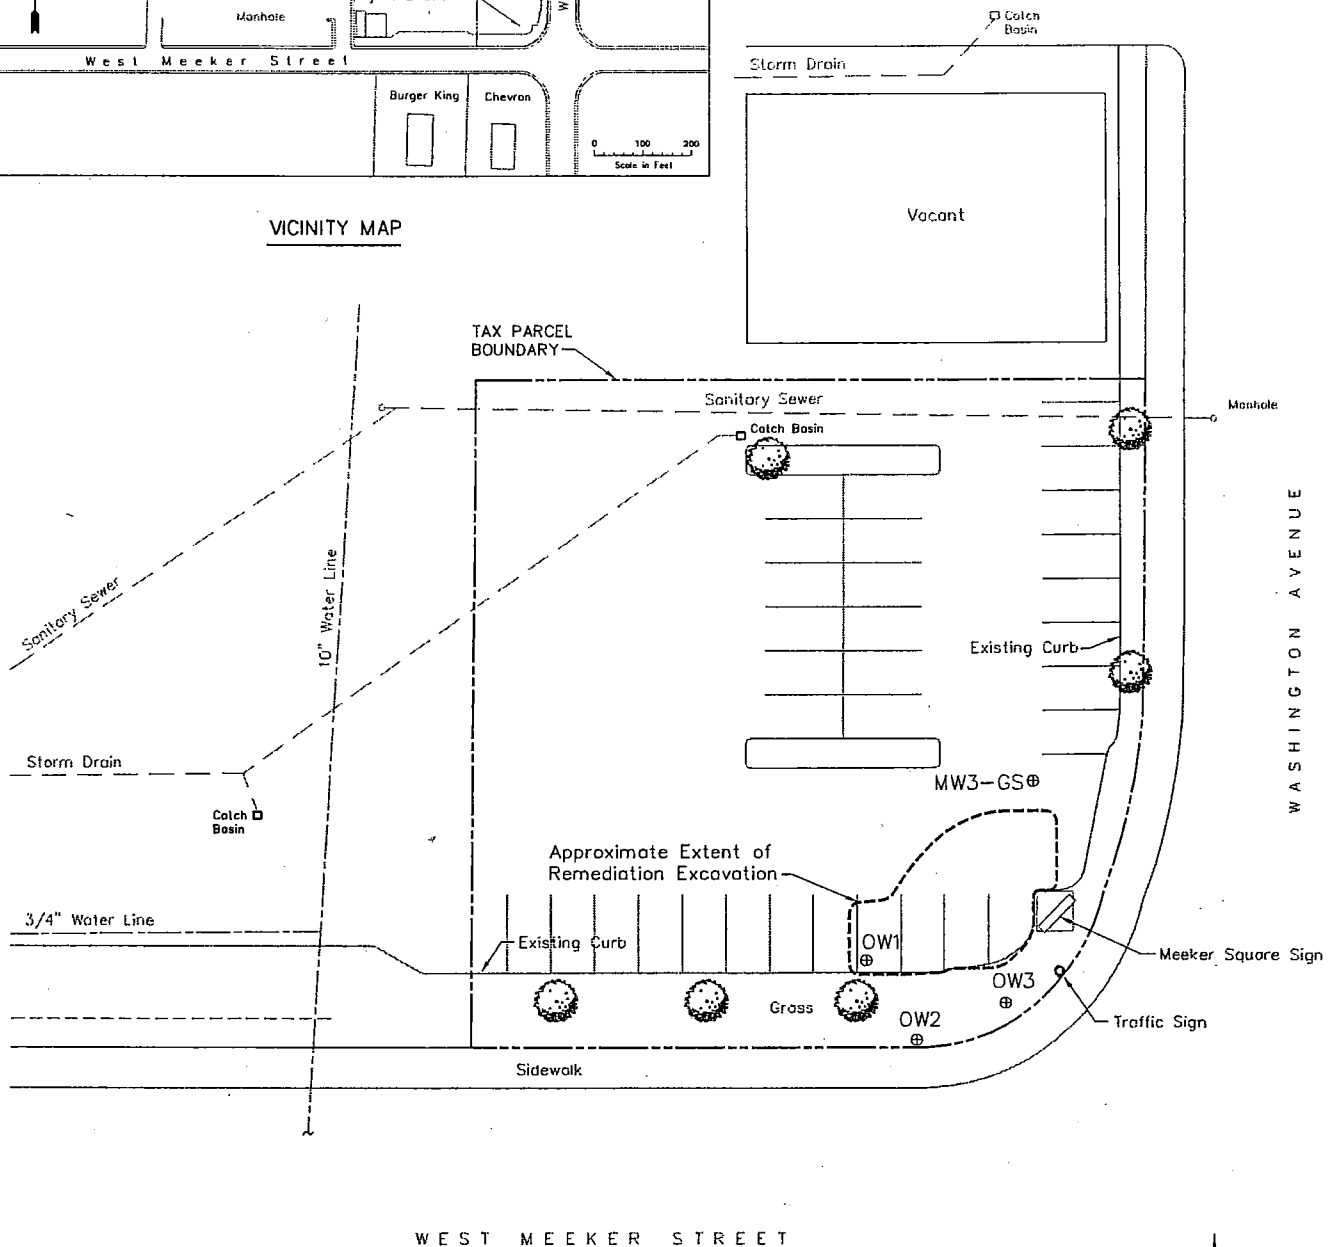 Manhole
W
West Meeker Street
Burger King
Chevron
0 100 200
Scale in Feet
VICINITY MAP
Catch
Basin
Storm Drain
Vacant
TAX PARCEL
BOUNDARY
Sanitary Sewer
Manhole
Catch Basin
Sanitary Sewer
10" Water Line
WASHINGTON AVENUE
Existing Curb
Storm Drain
Catch
Basin
MW3-GS
Approximate Extent of
Remediation Excavation
3/4" Water Line
Existing Curb
OW1
Meeker Square Sign
OW3
Grass
OW2
Traffic Sign
Sidewalk
WEST MEEKER STREET